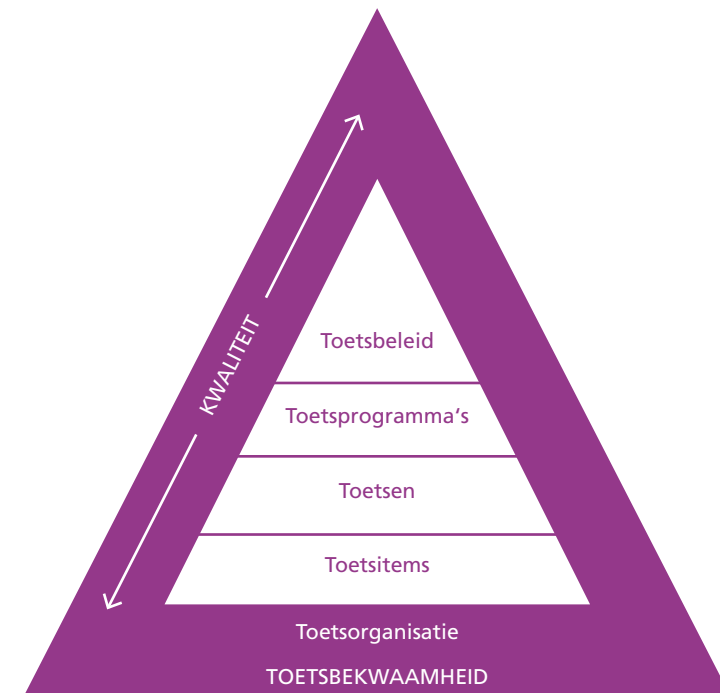 KWALITEIT
Toetsbeleid
Toetsprogramma‘s
Toetsen
Toetsitems
Toetsorganisatie
TOETSBEKWAAMHEID